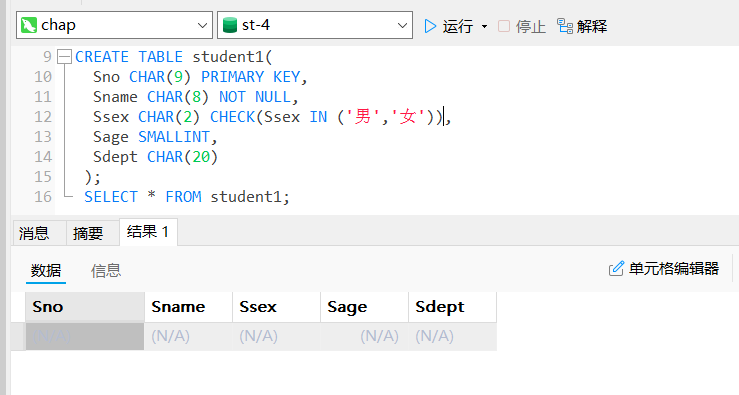 chap st-4 运行 停止 解释
9 CREATE TABLE student1(
10 Sno CHAR(9) PRIMARY KEY,
11 Sname CHAR(8) NOT NULL,
12 Ssex CHAR(2) CHECK(Ssex IN ('男','女')),
13 Sage SMALLINT,
14 Sdept CHAR(20)
15 );
16 SELECT * FROM student1;
消息 摘要 结果 1
数据 信息 单元格编辑器
Sno Sname Ssex Sage Sdept
(N/A) (N/A) (N/A) (N/A) (N/A)